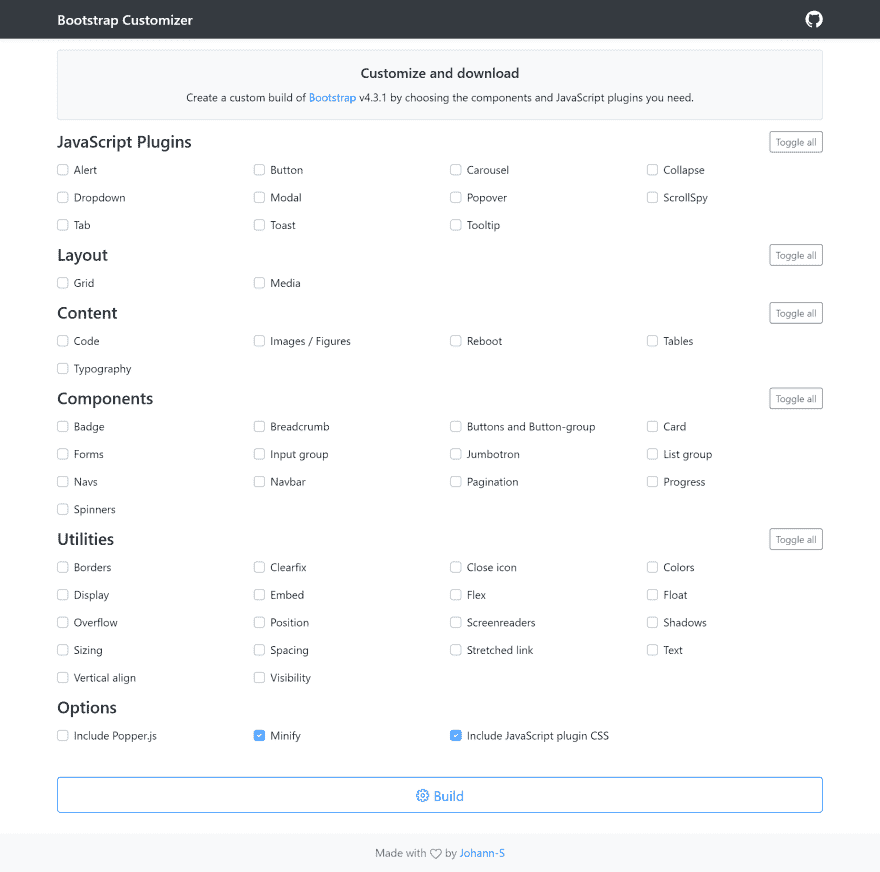 Bootstrap Customizer
Customize and download
Create a custom build of Bootstrap v4.3.1 by choosing the components and JavaScript plugins you need.
JavaScript Plugins Toggle all
Alert Button Carousel Collapse
Dropdown Modal Popover ScrollSpy
Tab Toast Tooltip
Layout Toggle all
Grid Media
Content Toggle all
Code Images / Figures Reboot Tables
Typography
Components Toggle all
Badge Breadcrumb Buttons and Button-group Card
Forms Input group Jumbotron List group
Navs Navbar Pagination Progress
Spinners
Utilities Toggle all
Borders Clearfix Close icon Colors
Display Embed Flex Float
Overflow Position Screenreaders Shadows
Sizing Spacing Stretched link Text
Vertical align Visibility
Options
Include Popper.js Minify Include JavaScript plugin CSS
Build
Made with by Johann-S